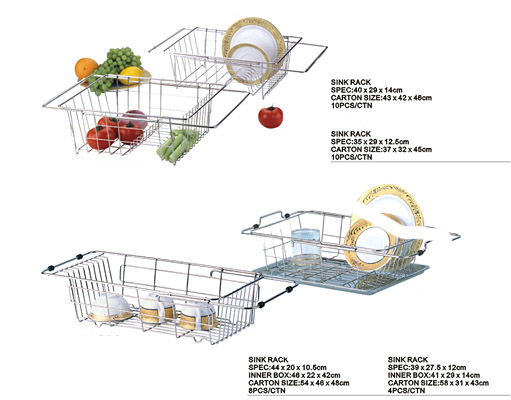 SINK RACK
SPEC:40 x 29 x 14cm
CARTON SIZE:43 x 42 x 46cm
10PCS/CTN
SINK RACK
SPEC:35 x 29 x 12.5cm
CARTON SIZE:37 x 32 x 45cm
10PCS/CTN
SINK RACK
SPEC:44 x 20 x 10.5cm
INNER BOX:46 x 22 x 42cm
CARTON SIZE:54 x 46 x 48cm
8PCS/CTN
SINK RACK
SPEC:39 x 27.5 x 12cm
INNER BOX:41 x 29 x 14cm
CARTON SIZE:58 x 31 x 43cm
4PCS/CTN